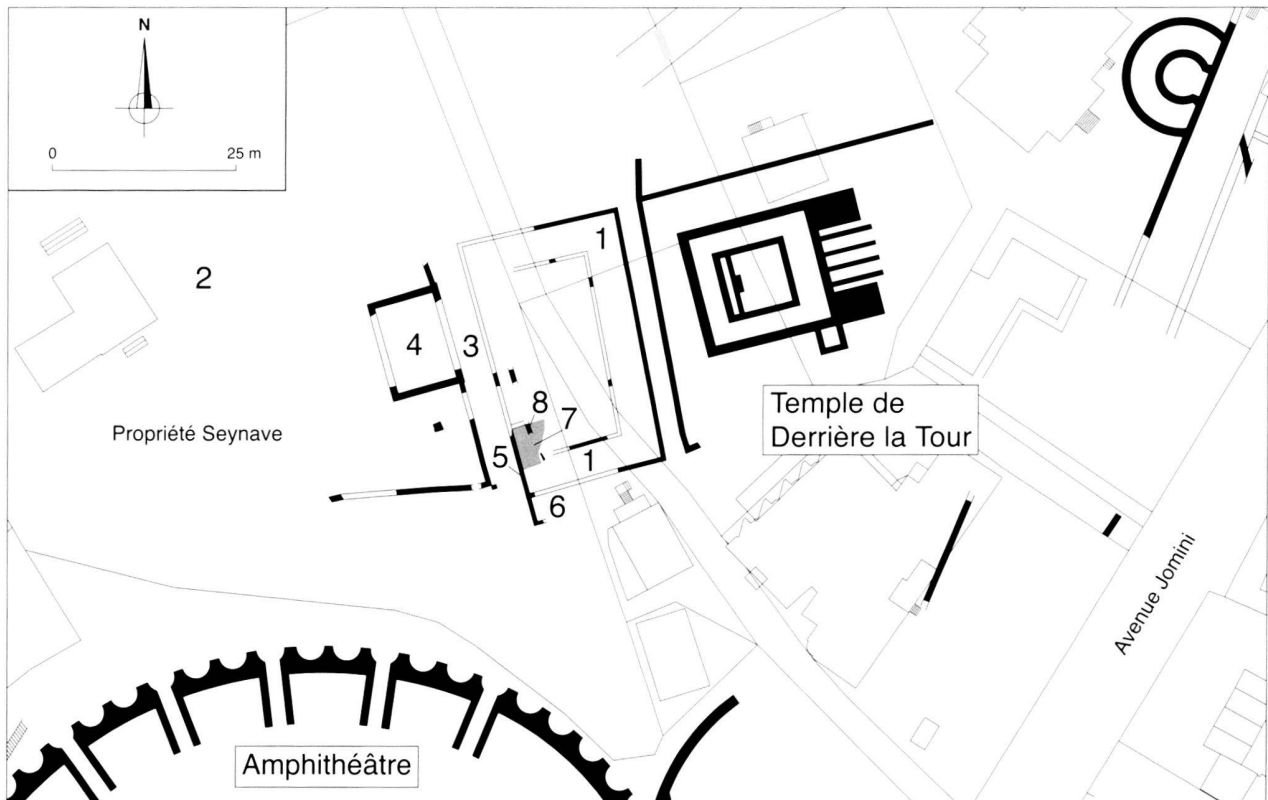 N
0 25 m
1
2
4
3
8
7
5
1
6
Propriété Seynave
Temple de
Derrière la Tour
Avenue Jomini
Amphithéâtre